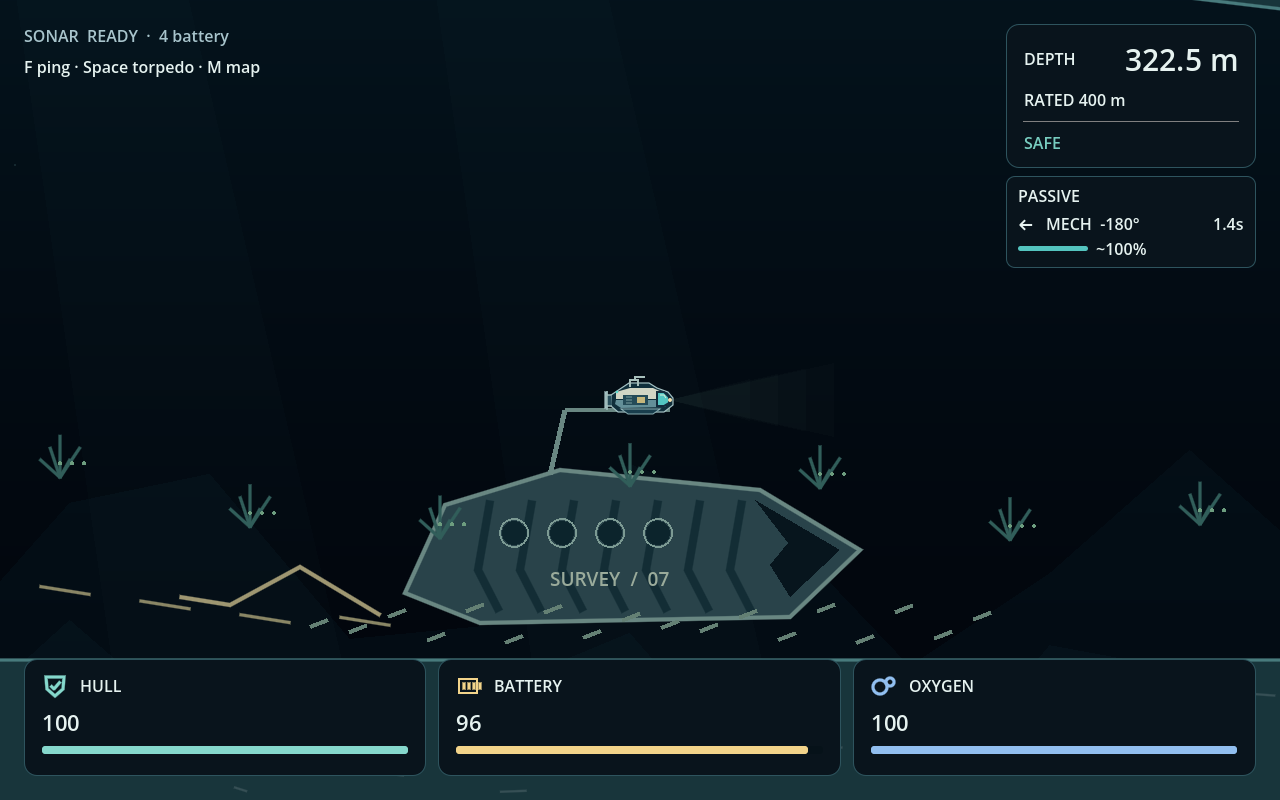 SONAR READY · 4 battery
F ping · Space torpedo · M map
DEPTH 322.5 m
RATED 400 m
SAFE
PASSIVE
← MECH -180° 1.4s
~100%
SURVEY / 07
HULL
100
BATTERY
96
OXYGEN
100